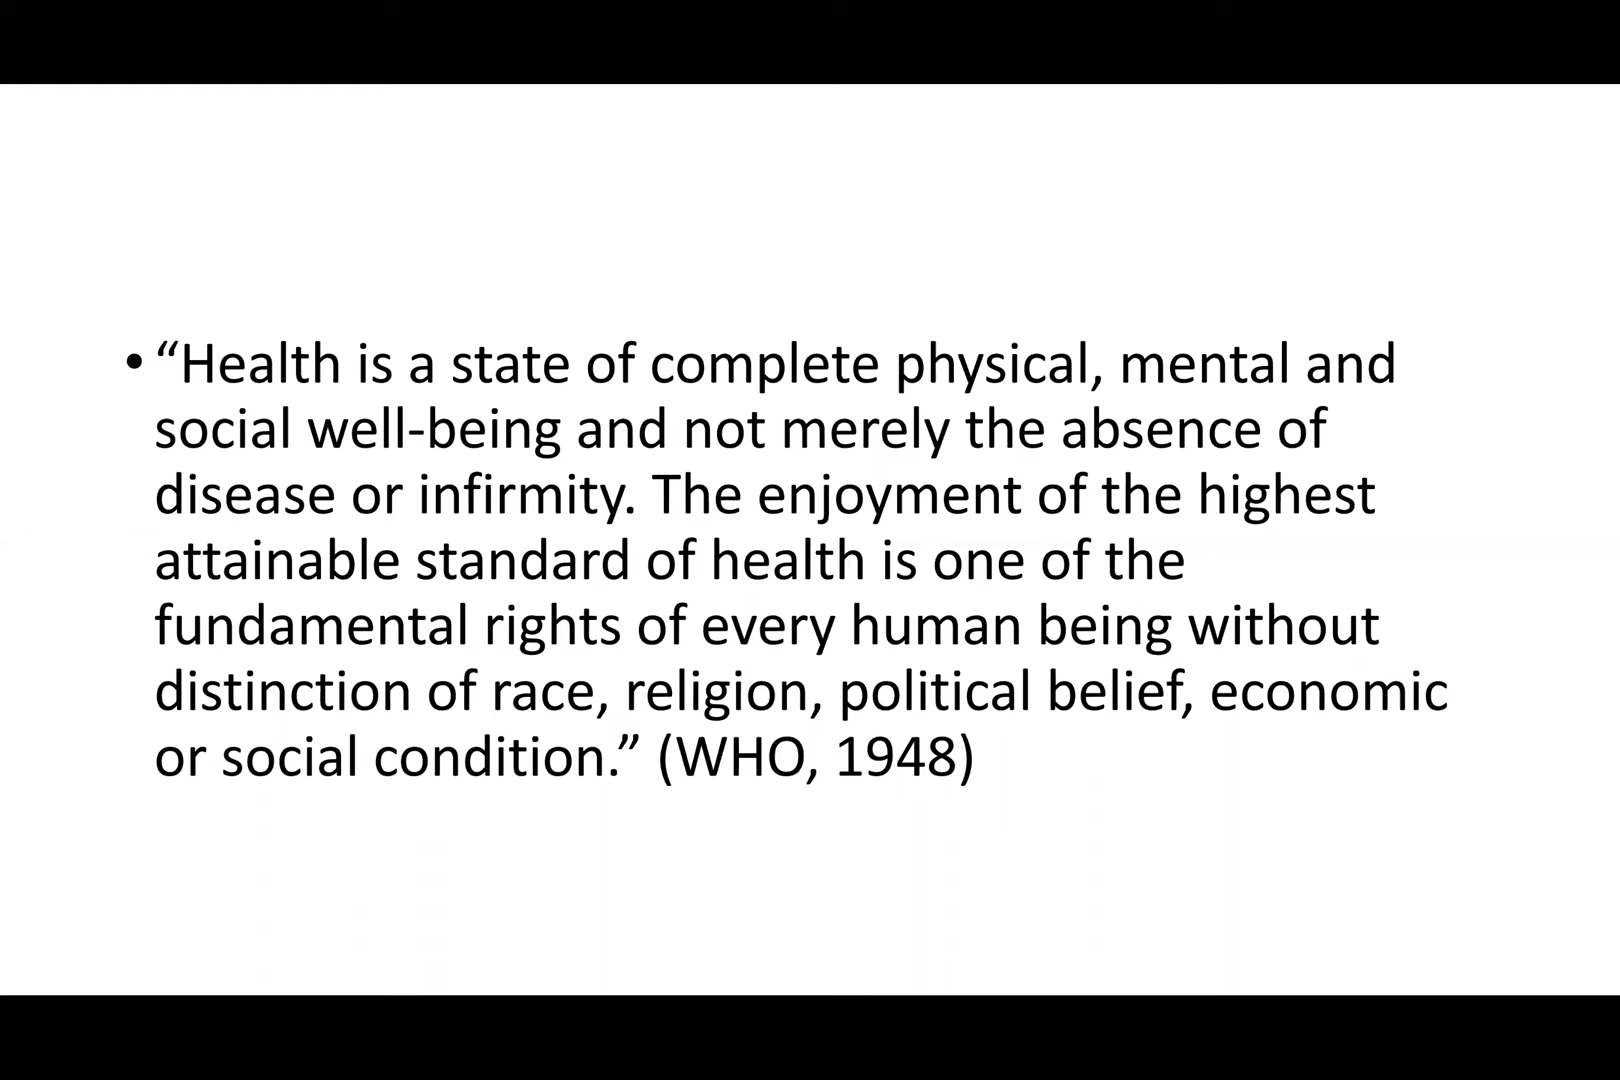 • “Health is a state of complete physical, mental and
social well-being and not merely the absence of
disease or infirmity. The enjoyment of the highest
attainable standard of health is one of the
fundamental rights of every human being without
distinction of race, religion, political belief, economic
or social condition.” (WHO, 1948)